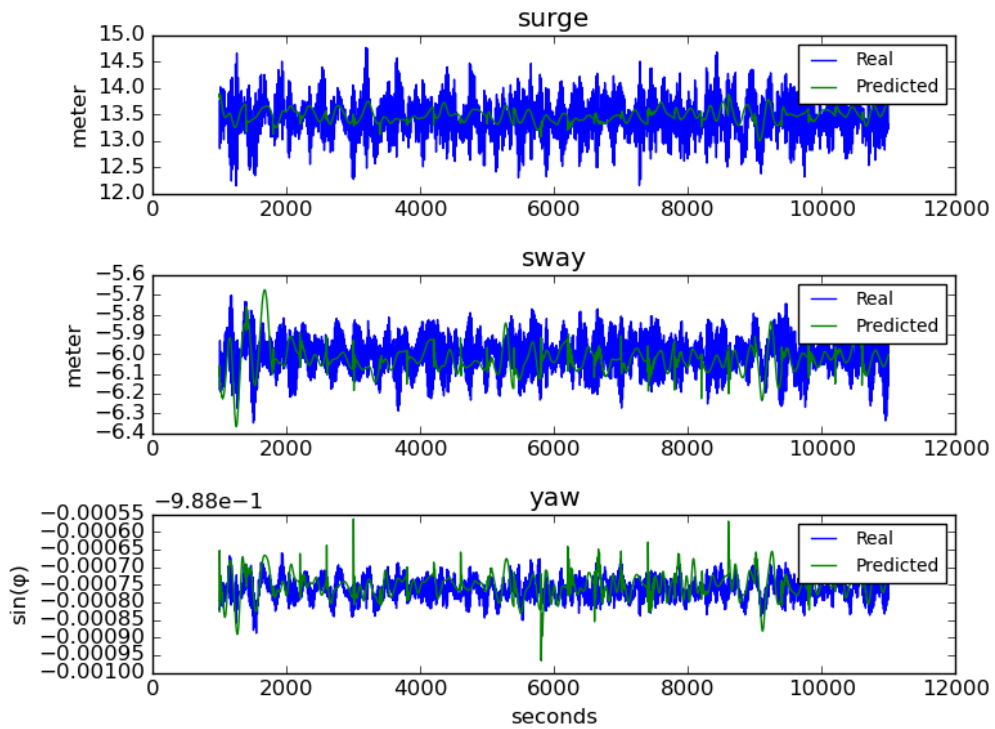 surge
15.0
14.5
14.0
13.5
13.0
12.5
12.0
meter
Real
Predicted
0 2000 4000 6000 8000 10000 12000
sway
−5.6
−5.7
−5.8
−5.9
−6.0
−6.1
−6.2
−6.3
−6.4
meter
Real
Predicted
0 2000 4000 6000 8000 10000 12000
−9.88e−1
yaw
−0.00055
−0.00060
−0.00065
−0.00070
−0.00075
−0.00080
−0.00085
−0.00090
−0.00095
−0.00100
sin(φ)
Real
Predicted
0 2000 4000 6000 8000 10000 12000
seconds